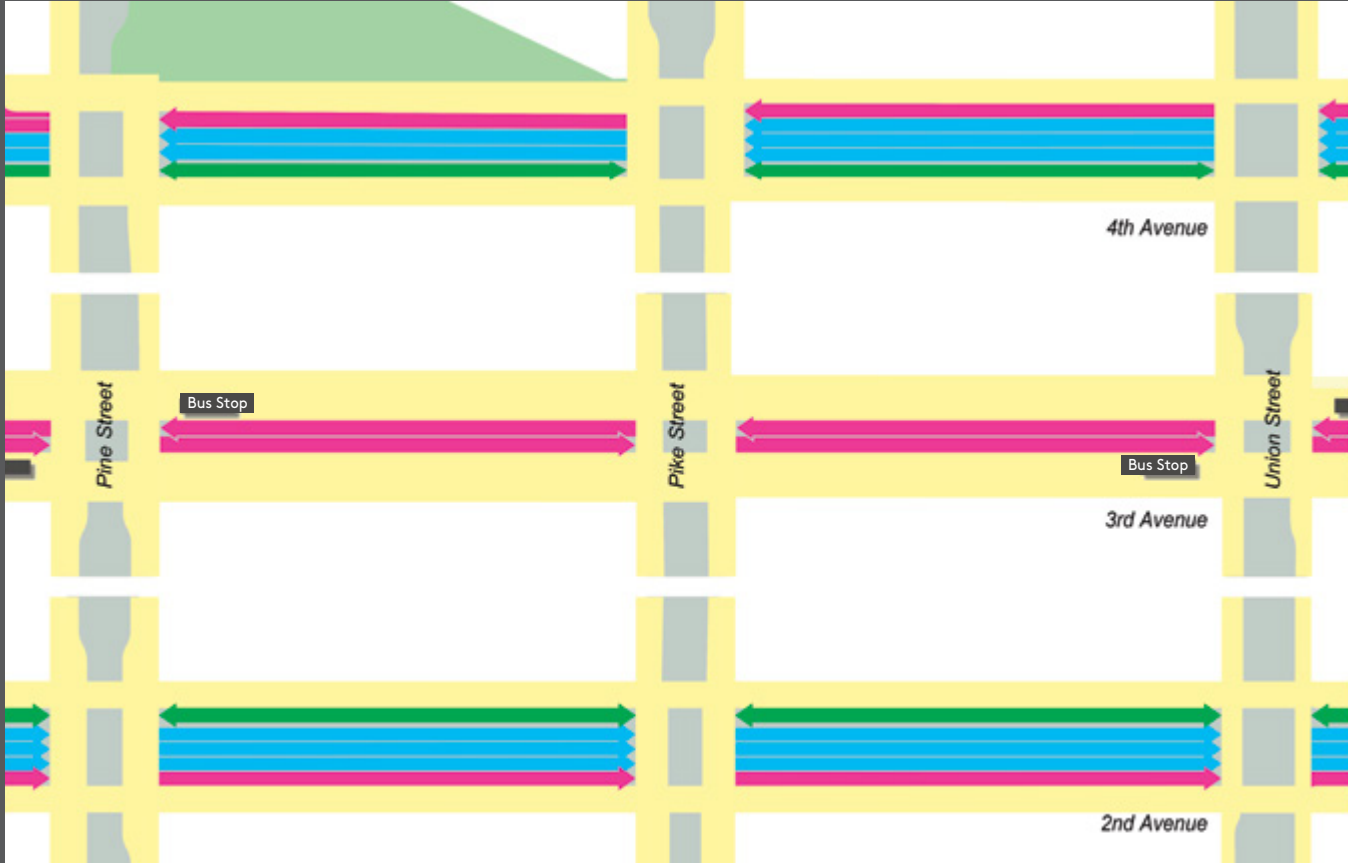 4th Avenue
Pine Street
Bus Stop
Pike Street
Bus Stop
Union Street
3rd Avenue
2nd Avenue